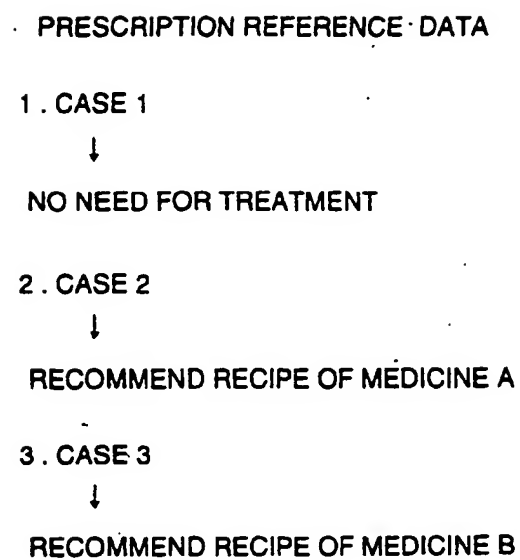 PRESCRIPTION REFERENCE DATA
1 . CASE 1
↓
NO NEED FOR TREATMENT
2 . CASE 2
↓
RECOMMEND RECIPE OF MEDICINE A
3 . CASE 3
↓
RECOMMEND RECIPE OF MEDICINE B